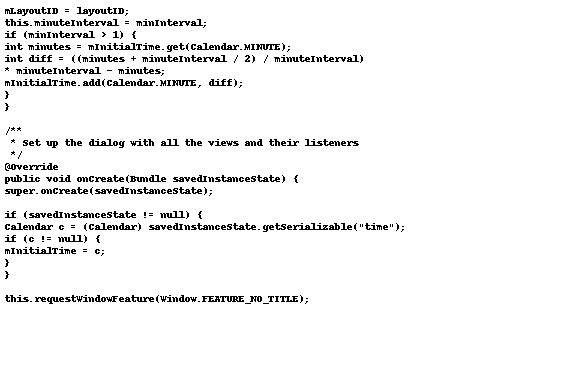 mLayoutID = layoutID;
this.minuteInterval = minInterval;
if (minInterval > 1) {
int minutes = mInitialTime.get(Calendar.MINUTE);
int diff = ((minutes + minuteInterval / 2) / minuteInterval)
* minuteInterval - minutes;
mInitialTime.add(Calendar.MINUTE, diff);
}
}

/**
 * Set up the dialog with all the views and their listeners
 */
@Override
public void onCreate(Bundle savedInstanceState) {
super.onCreate(savedInstanceState);

if (savedInstanceState != null) {
Calendar c = (Calendar) savedInstanceState.getSerializable("time");
if (c != null) {
mInitialTime = c;
}
}

this.requestWindowFeature(Window.FEATURE_NO_TITLE);